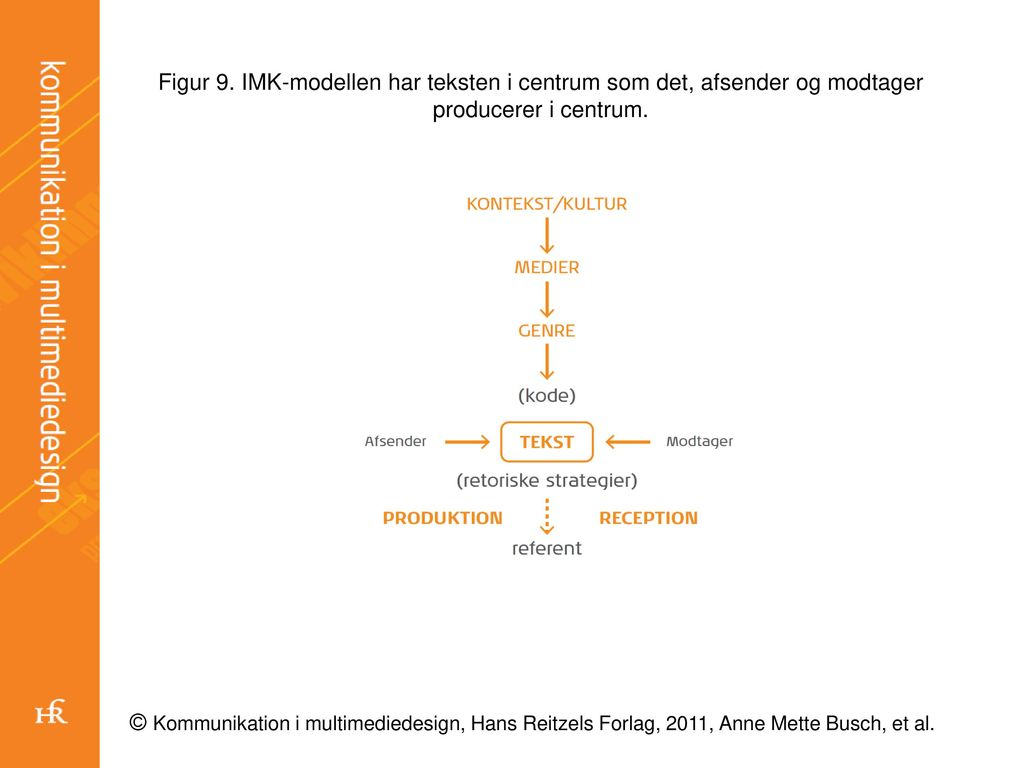 kommunikation i multimediedesign
Figur 9. IMK-modellen har teksten i centrum som det, afsender og modtager
producerer i centrum.
KONTEKST/KULTUR
MEDIER
GENRE
(kode)
Afsender TEKST Modtager
(retoriske strategier)
PRODUKTION RECEPTION
referent
HR
© Kommunikation i multimediedesign, Hans Reitzels Forlag, 2011, Anne Mette Busch, et al.